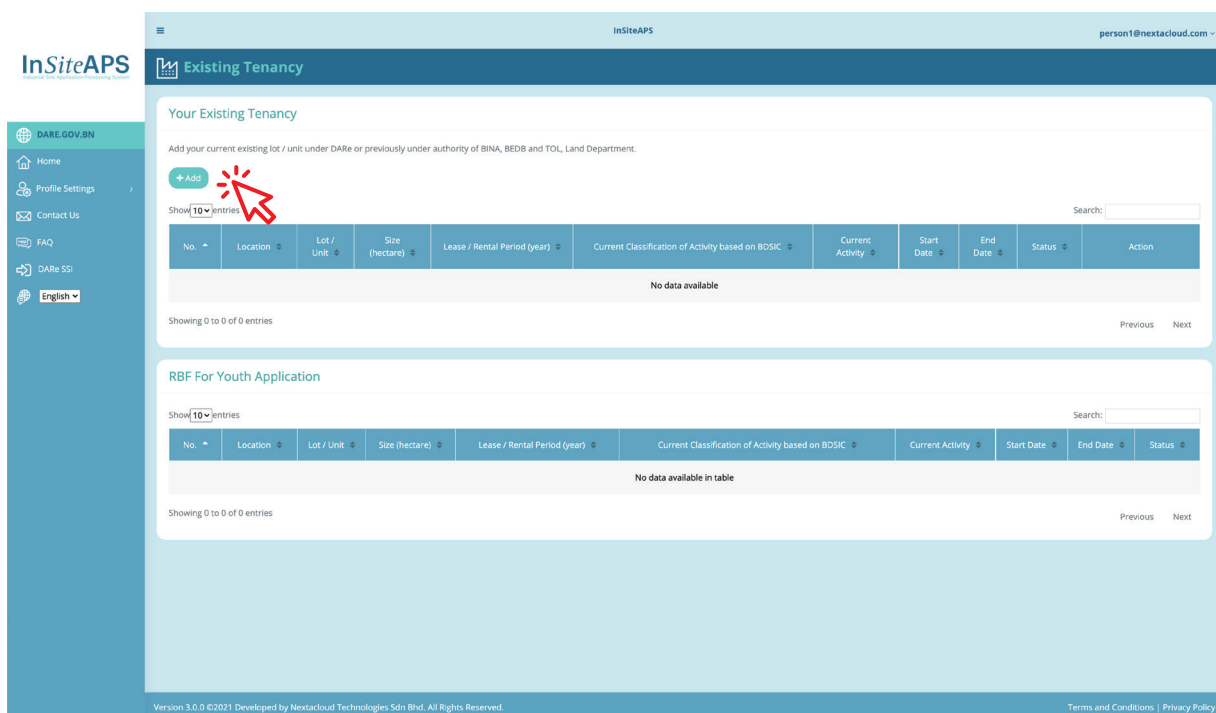 InSiteAPS
Industrial Site Application Processing System
DARE.GOV.BN
Home
Profile Settings
Contact Us
FAQ
DARe SSI
English
InSiteAPS
person1@nextacloud.com
Existing Tenancy
Your Existing Tenancy
Add your current existing lot / unit under DARe or previously under authority of BINA, BEDB and TOL, Land Department.
+ Add
Show 10 entries
Search:
No. Location Lot / Unit Size (hectare) Lease / Rental Period (year) Current Classification of Activity based on BDSIC Current Activity Start Date End Date Status Action
No data available
Showing 0 to 0 of 0 entries
Previous Next
RBF For Youth Application
Show 10 entries
Search:
No. Location Lot / Unit Size (hectare) Lease / Rental Period (year) Current Classification of Activity based on BDSIC Current Activity Start Date End Date Status
No data available in table
Showing 0 to 0 of 0 entries
Previous Next
Version 3.0.0 ©2021 Developed by Nextacloud Technologies Sdn Bhd. All Rights Reserved.
Terms and Conditions | Privacy Policy